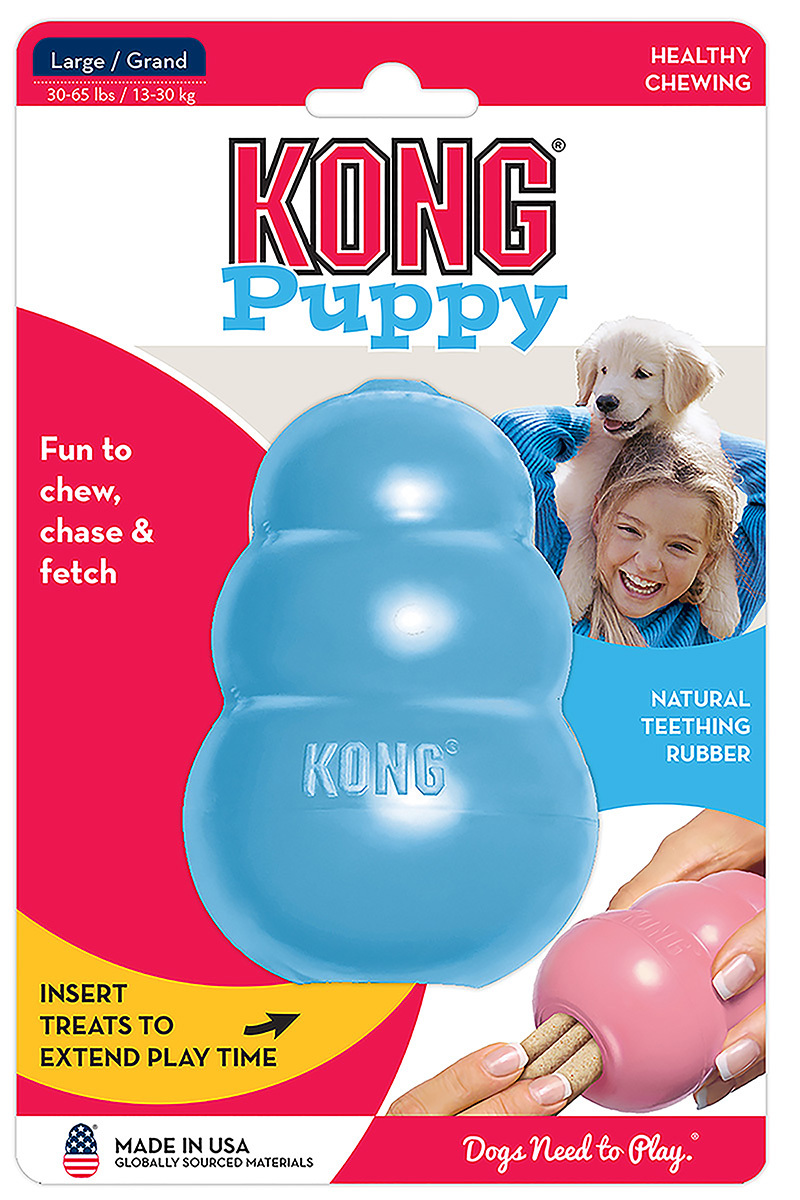 Large / Grand
30-65 lbs / 13-30 kg
HEALTHY
CHEWING
KONG®
Puppy
Fun to
chew,
chase &
fetch
NATURAL
TEETHING
RUBBER
KONG®
KONG
INSERT
TREATS TO
EXTEND PLAY TIME
MADE IN USA
GLOBALLY SOURCED MATERIALS
Dogs Need to Play.®